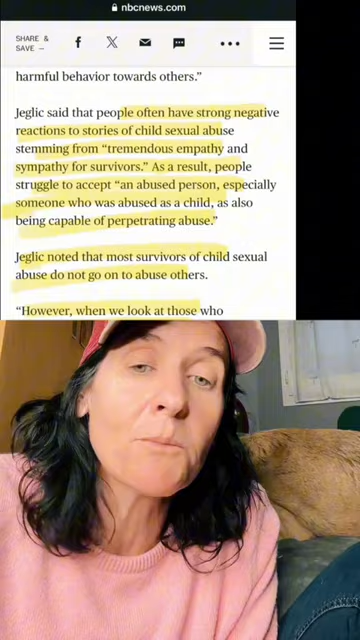 nbcnews.com
SHARE &
SAVE —
harmful behavior towards others.”
Jeglic said that people often have strong negative
reactions to stories of child sexual abuse
stemming from “tremendous empathy and
sympathy for survivors.” As a result, people
struggle to accept “an abused person, especially
someone who was abused as a child, as also
being capable of perpetrating abuse.”
Jeglic noted that most survivors of child sexual
abuse do not go on to abuse others.
“However, when we look at those who